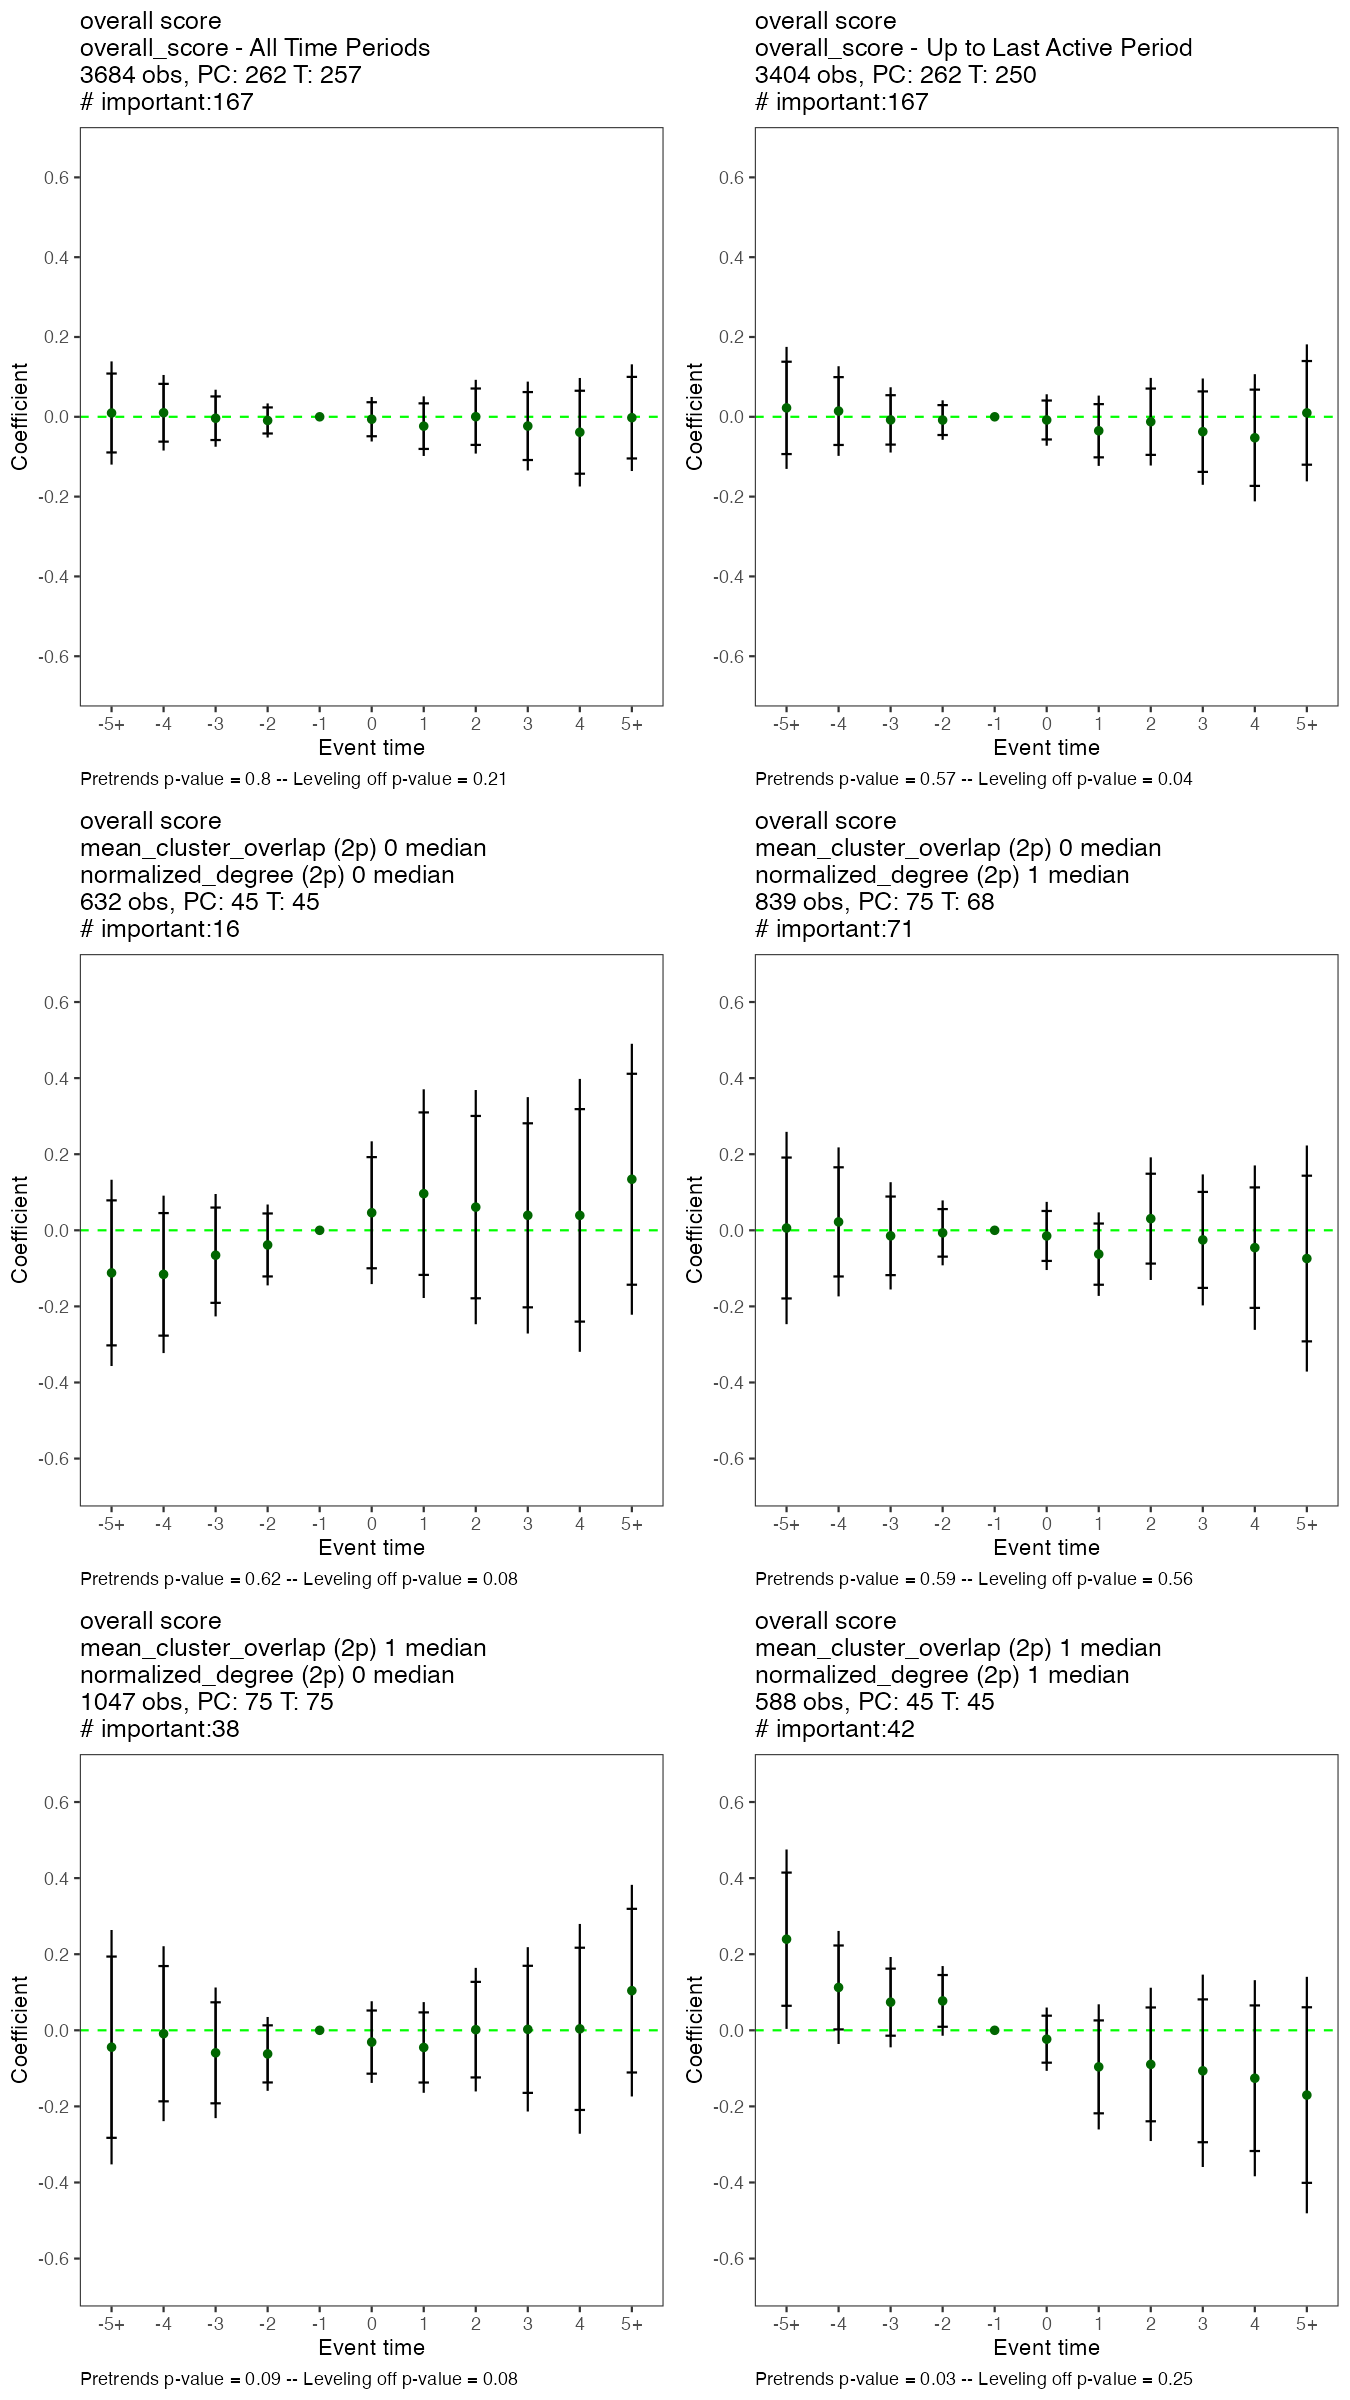 overall score
overall_score - All Time Periods
3684 obs, PC: 262 T: 257
# important:167
0.6
0.4
0.2
0.0
-0.2
-0.4
-0.6
Coefficient
-5+ -4 -3 -2 -1 0 1 2 3 4 5+
Event time
Pretrends p-value = 0.8 -- Leveling off p-value = 0.21
overall score
overall_score - Up to Last Active Period
3404 obs, PC: 262 T: 250
# important:167
0.6
0.4
0.2
0.0
-0.2
-0.4
-0.6
Coefficient
-5+ -4 -3 -2 -1 0 1 2 3 4 5+
Event time
Pretrends p-value = 0.57 -- Leveling off p-value = 0.04
overall score
mean_cluster_overlap (2p) 0 median
normalized_degree (2p) 0 median
632 obs, PC: 45 T: 45
# important:16
0.6
0.4
0.2
0.0
-0.2
-0.4
-0.6
Coefficient
-5+ -4 -3 -2 -1 0 1 2 3 4 5+
Event time
Pretrends p-value = 0.62 -- Leveling off p-value = 0.08
overall score
mean_cluster_overlap (2p) 0 median
normalized_degree (2p) 1 median
839 obs, PC: 75 T: 68
# important:71
0.6
0.4
0.2
0.0
-0.2
-0.4
-0.6
Coefficient
-5+ -4 -3 -2 -1 0 1 2 3 4 5+
Event time
Pretrends p-value = 0.59 -- Leveling off p-value = 0.56
overall score
mean_cluster_overlap (2p) 1 median
normalized_degree (2p) 0 median
1047 obs, PC: 75 T: 75
# important:38
0.6
0.4
0.2
0.0
-0.2
-0.4
-0.6
Coefficient
-5+ -4 -3 -2 -1 0 1 2 3 4 5+
Event time
Pretrends p-value = 0.09 -- Leveling off p-value = 0.08
overall score
mean_cluster_overlap (2p) 1 median
normalized_degree (2p) 1 median
588 obs, PC: 45 T: 45
# important:42
0.6
0.4
0.2
0.0
-0.2
-0.4
-0.6
Coefficient
-5+ -4 -3 -2 -1 0 1 2 3 4 5+
Event time
Pretrends p-value = 0.03 -- Leveling off p-value = 0.25